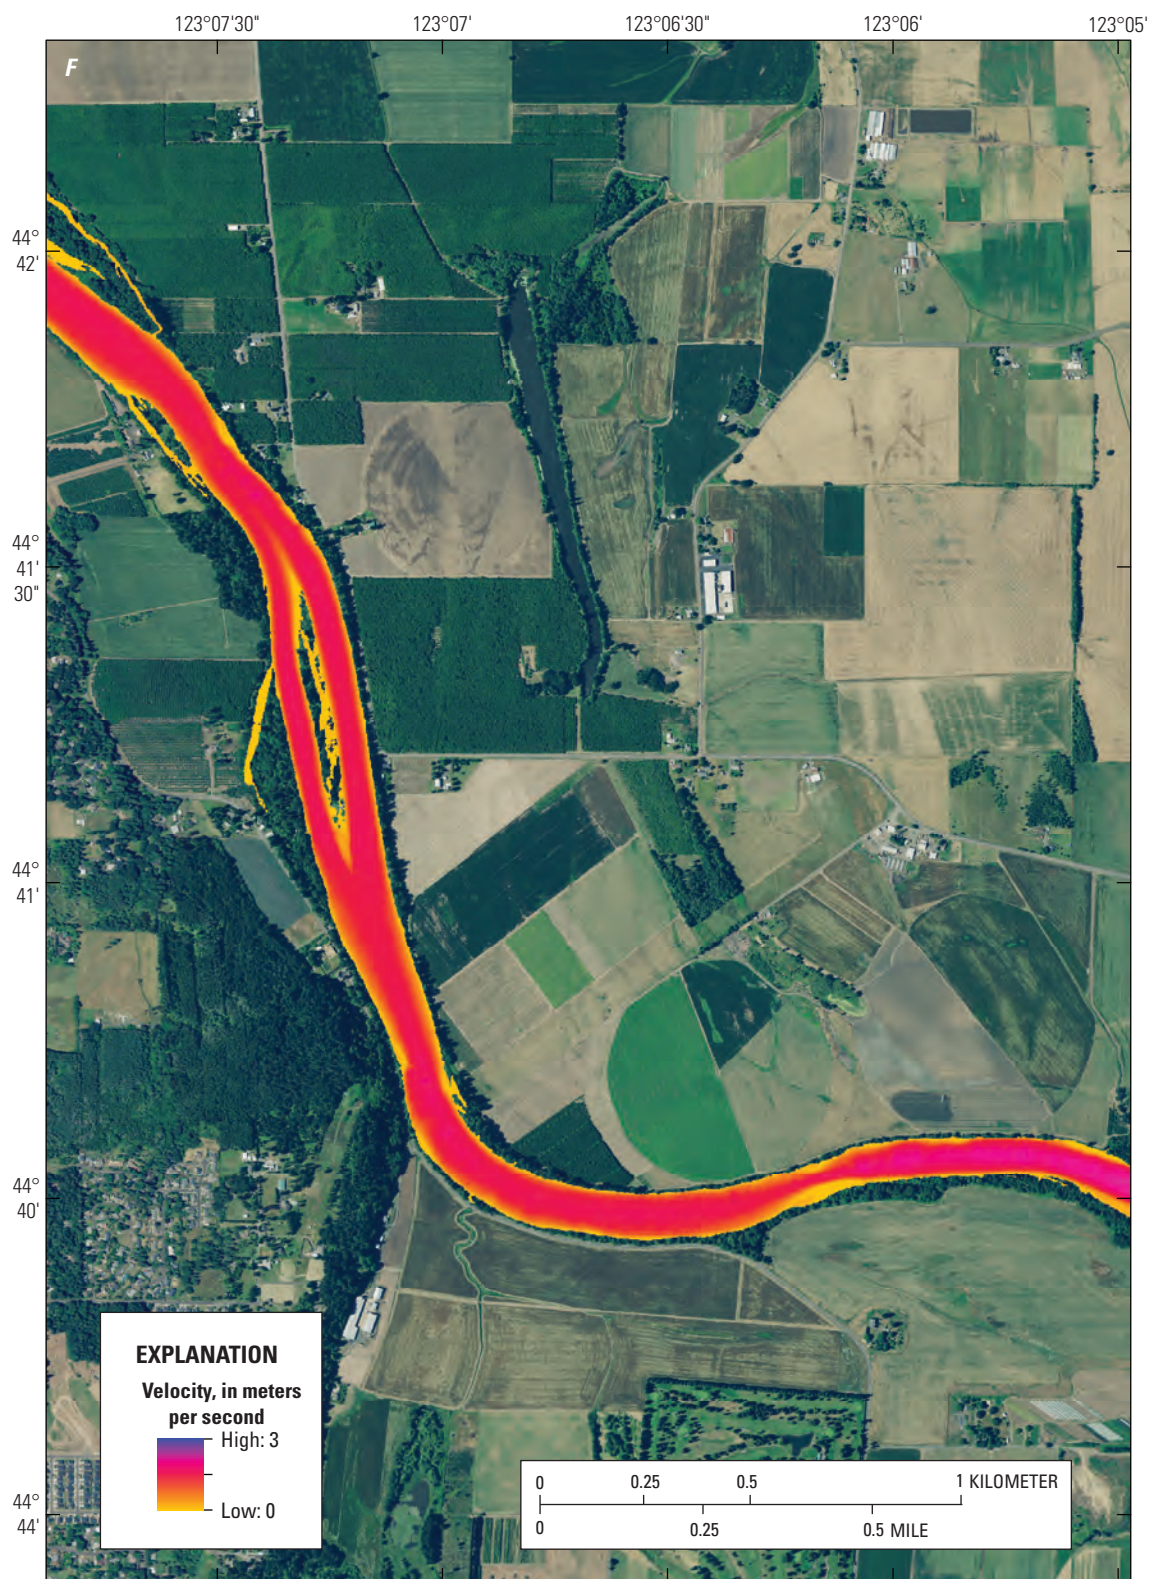 123°07'30" 123°07' 123°06'30" 123°06' 123°05'
F
44°
42'
44°
41'
30"
44°
41'
44°
40'
44°
44'
EXPLANATION
Velocity, in meters
per second
High: 3
Low: 0
0 0.25 0.5 1 KILOMETER
0 0.25 0.5 MILE